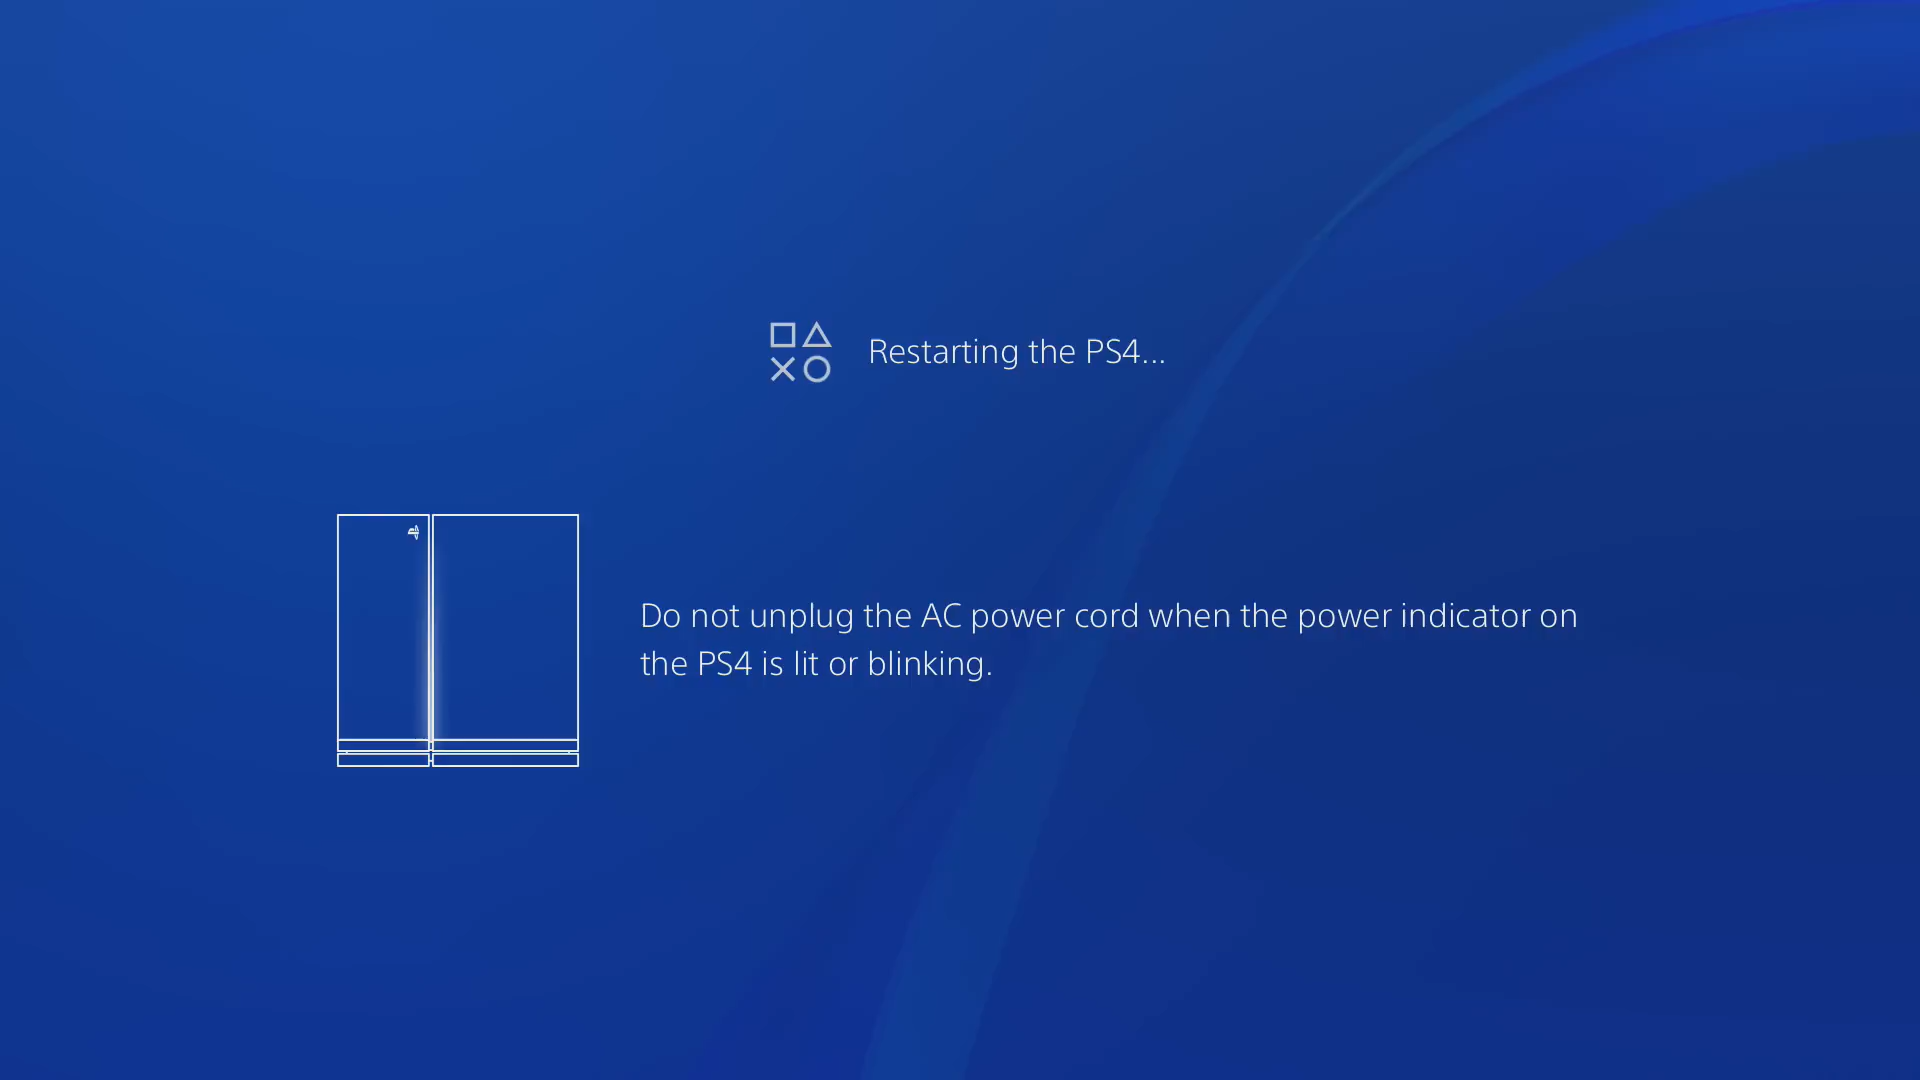 Restarting the PS4...
Do not unplug the AC power cord when the power indicator on
the PS4 is lit or blinking.